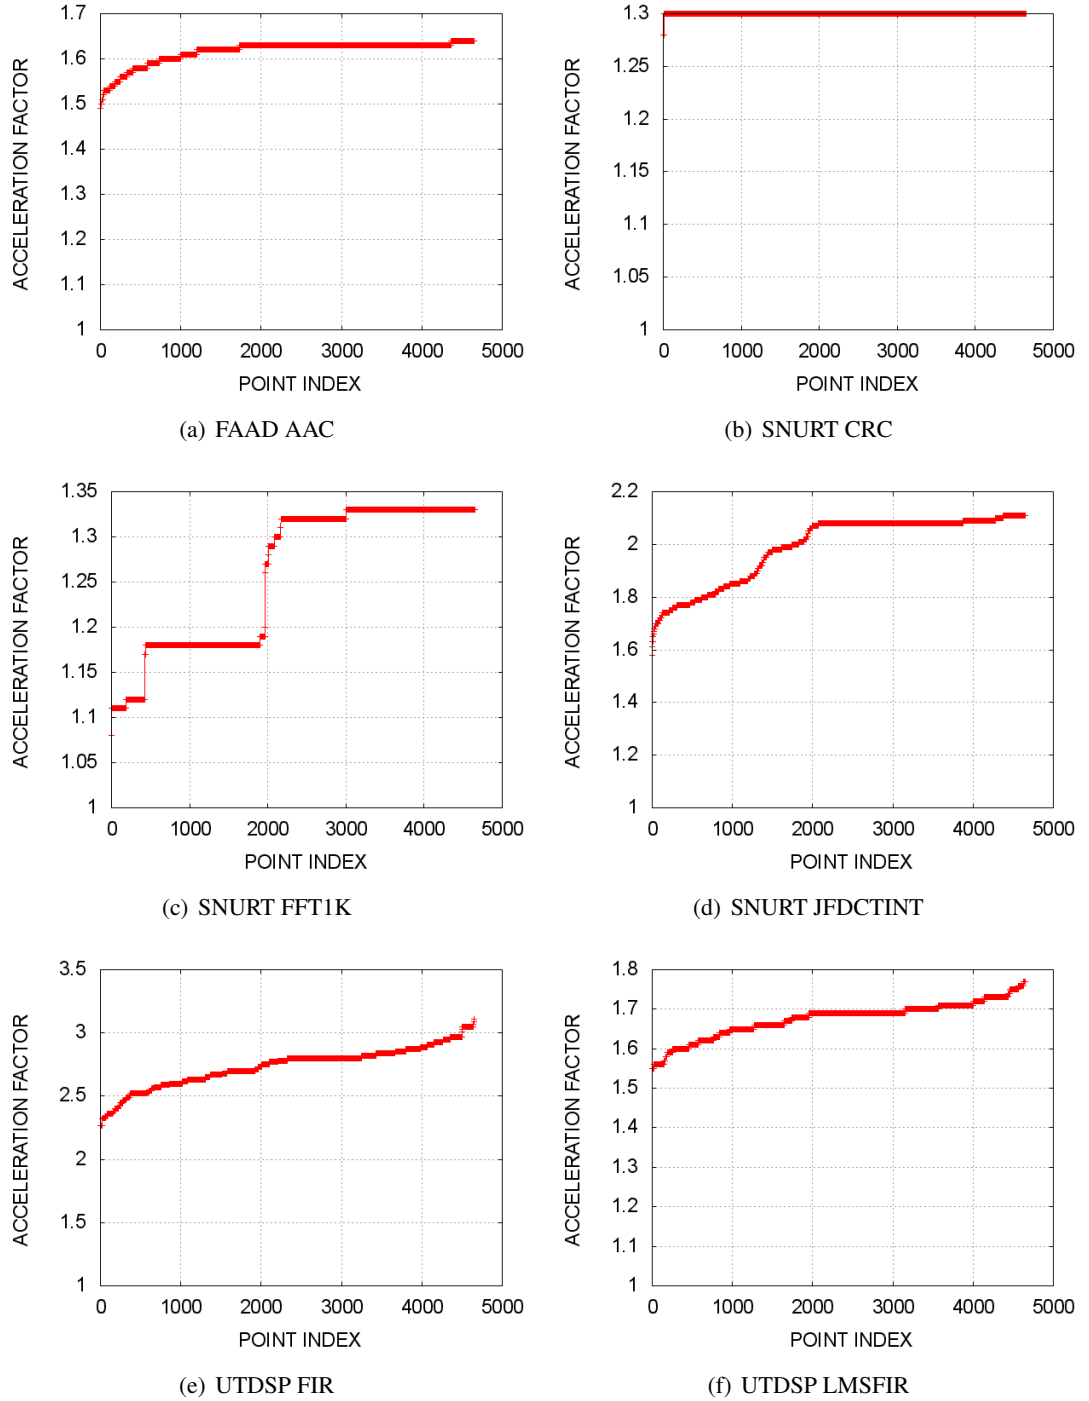 1.7
1.6
1.5
1.4
1.3
1.2
1.1
1
ACCELERATION FACTOR
0 1000 2000 3000 4000 5000
POINT INDEX
(a) FAAD AAC
1.3
1.25
1.2
1.15
1.1
1.05
1
ACCELERATION FACTOR
0 1000 2000 3000 4000 5000
POINT INDEX
(b) SNURT CRC
1.35
1.3
1.25
1.2
1.15
1.1
1.05
1
ACCELERATION FACTOR
0 1000 2000 3000 4000 5000
POINT INDEX
(c) SNURT FFT1K
2.2
2
1.8
1.6
1.4
1.2
1
ACCELERATION FACTOR
0 1000 2000 3000 4000 5000
POINT INDEX
(d) SNURT JFDCTINT
3.5
3
2.5
2
1.5
1
ACCELERATION FACTOR
0 1000 2000 3000 4000 5000
POINT INDEX
(e) UTDSP FIR
1.8
1.7
1.6
1.5
1.4
1.3
1.2
1.1
1
ACCELERATION FACTOR
0 1000 2000 3000 4000 5000
POINT INDEX
(f) UTDSP LMSFIR